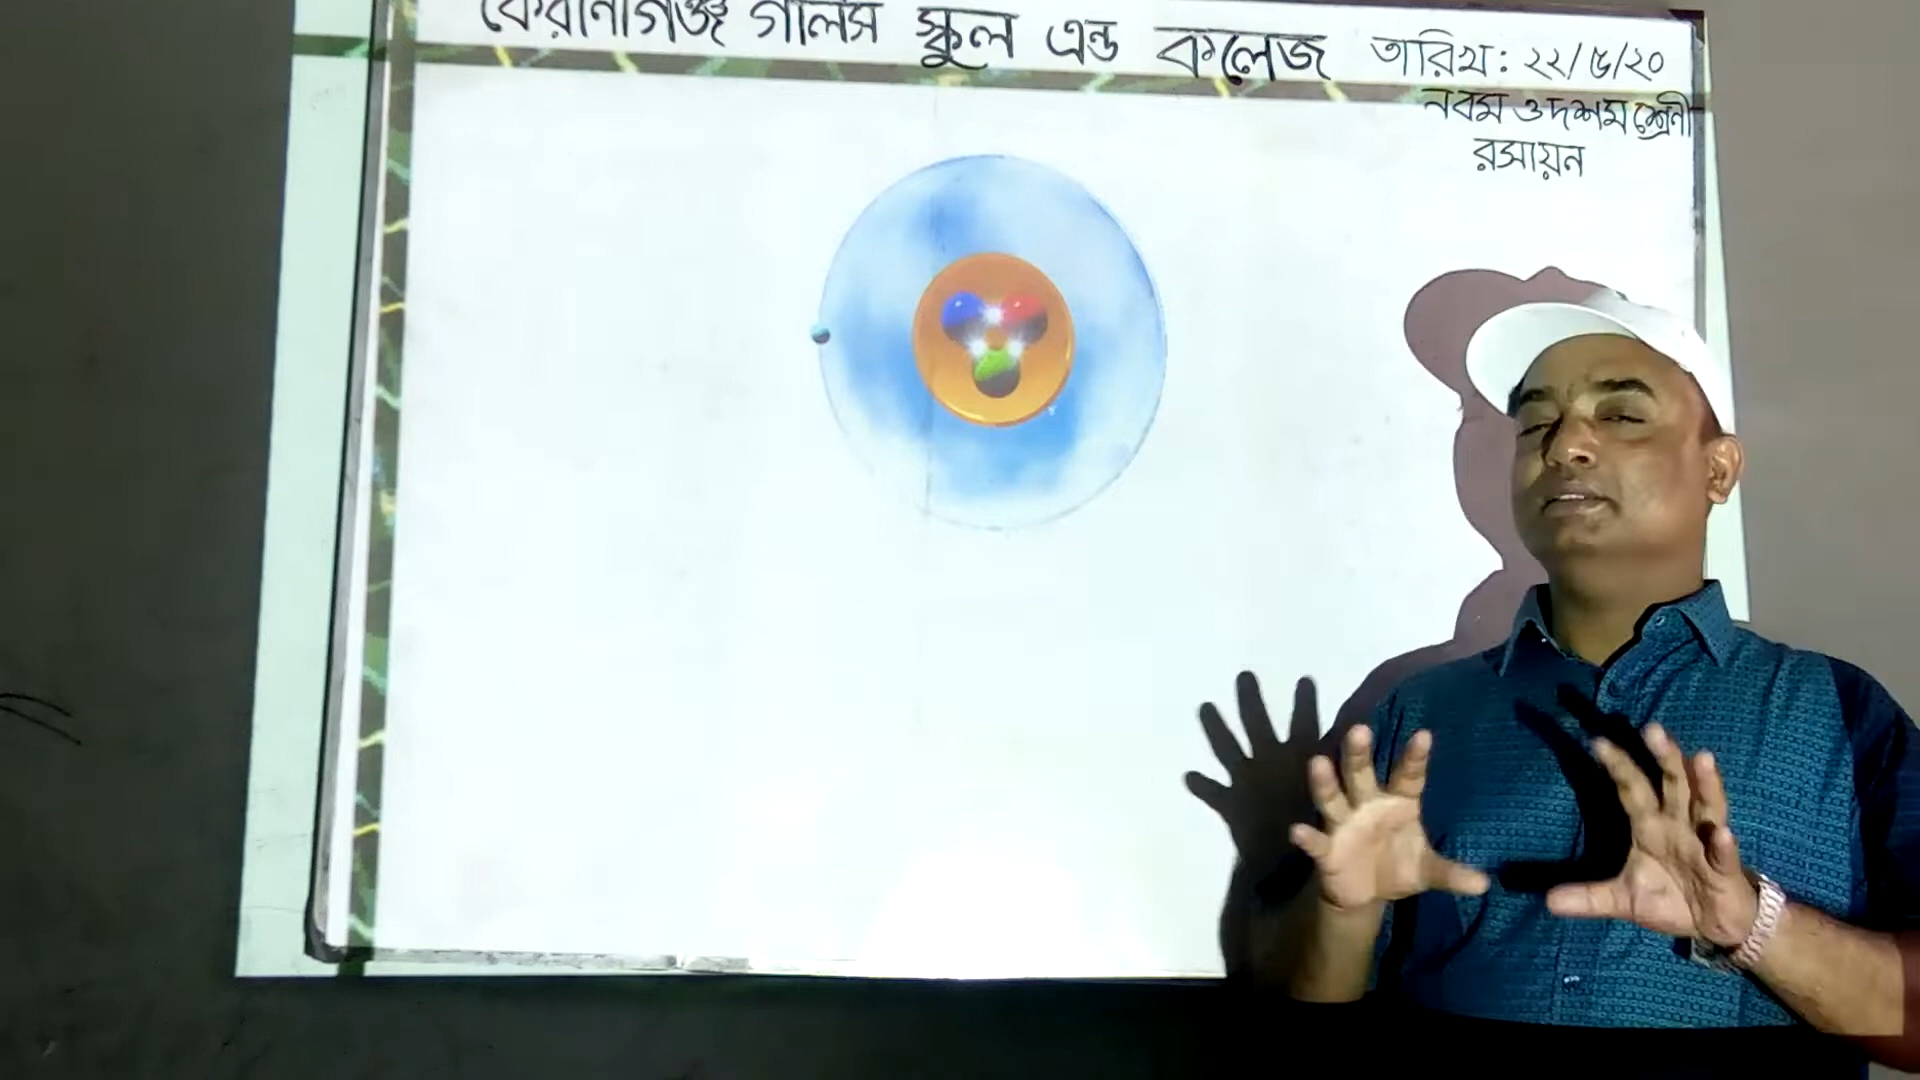 কেরানীগঞ্জ গার্লস স্কুল এন্ড কলেজ তারিখ: ২২/৫/২০
নবম ও দশম শ্রেনী
রসায়ন